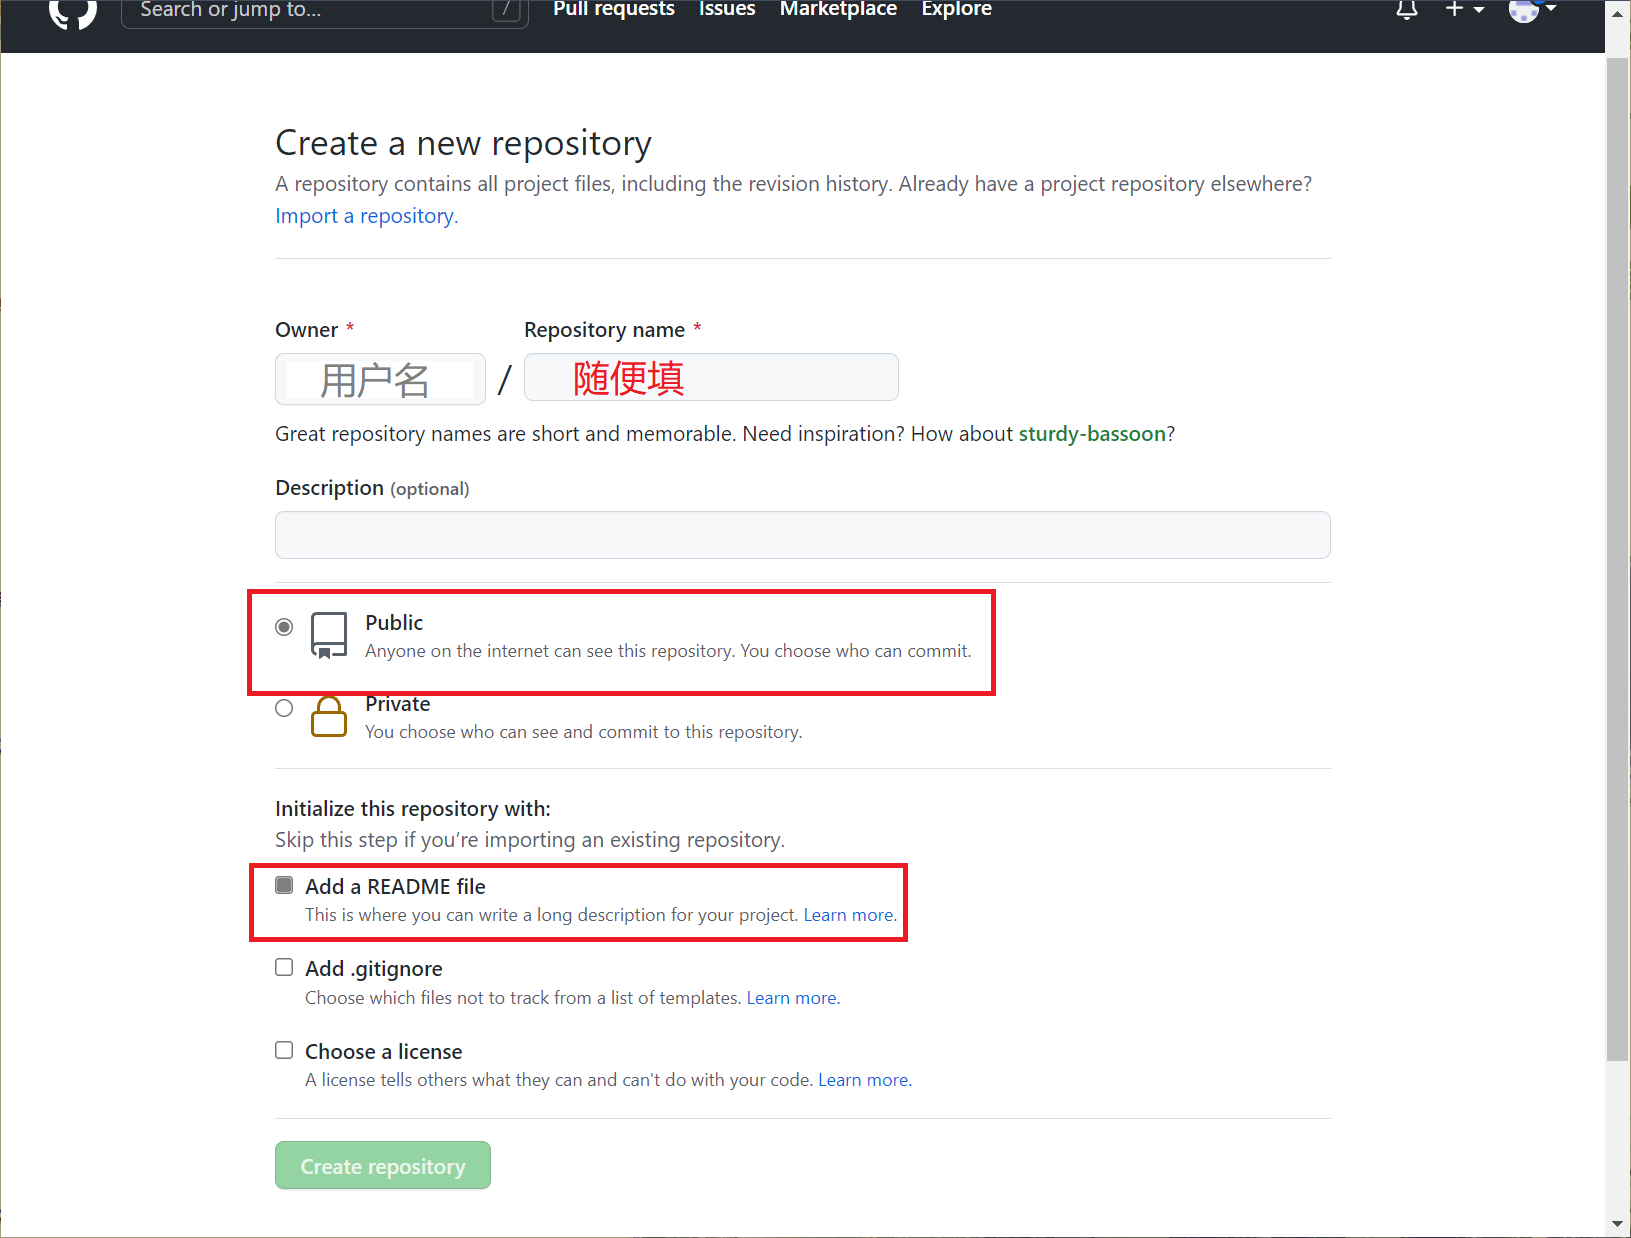 Search or jump to... /
Pull requests Issues Marketplace Explore
Create a new repository
A repository contains all project files, including the revision history. Already have a project repository elsewhere?
Import a repository.
Owner * Repository name *
用户名 / 随便填
Great repository names are short and memorable. Need inspiration? How about sturdy-bassoon?
Description (optional)
Public
Anyone on the internet can see this repository. You choose who can commit.
Private
You choose who can see and commit to this repository.
Initialize this repository with:
Skip this step if you’re importing an existing repository.
Add a README file
This is where you can write a long description for your project. Learn more.
Add .gitignore
Choose which files not to track from a list of templates. Learn more.
Choose a license
A license tells others what they can and can't do with your code. Learn more.
Create repository